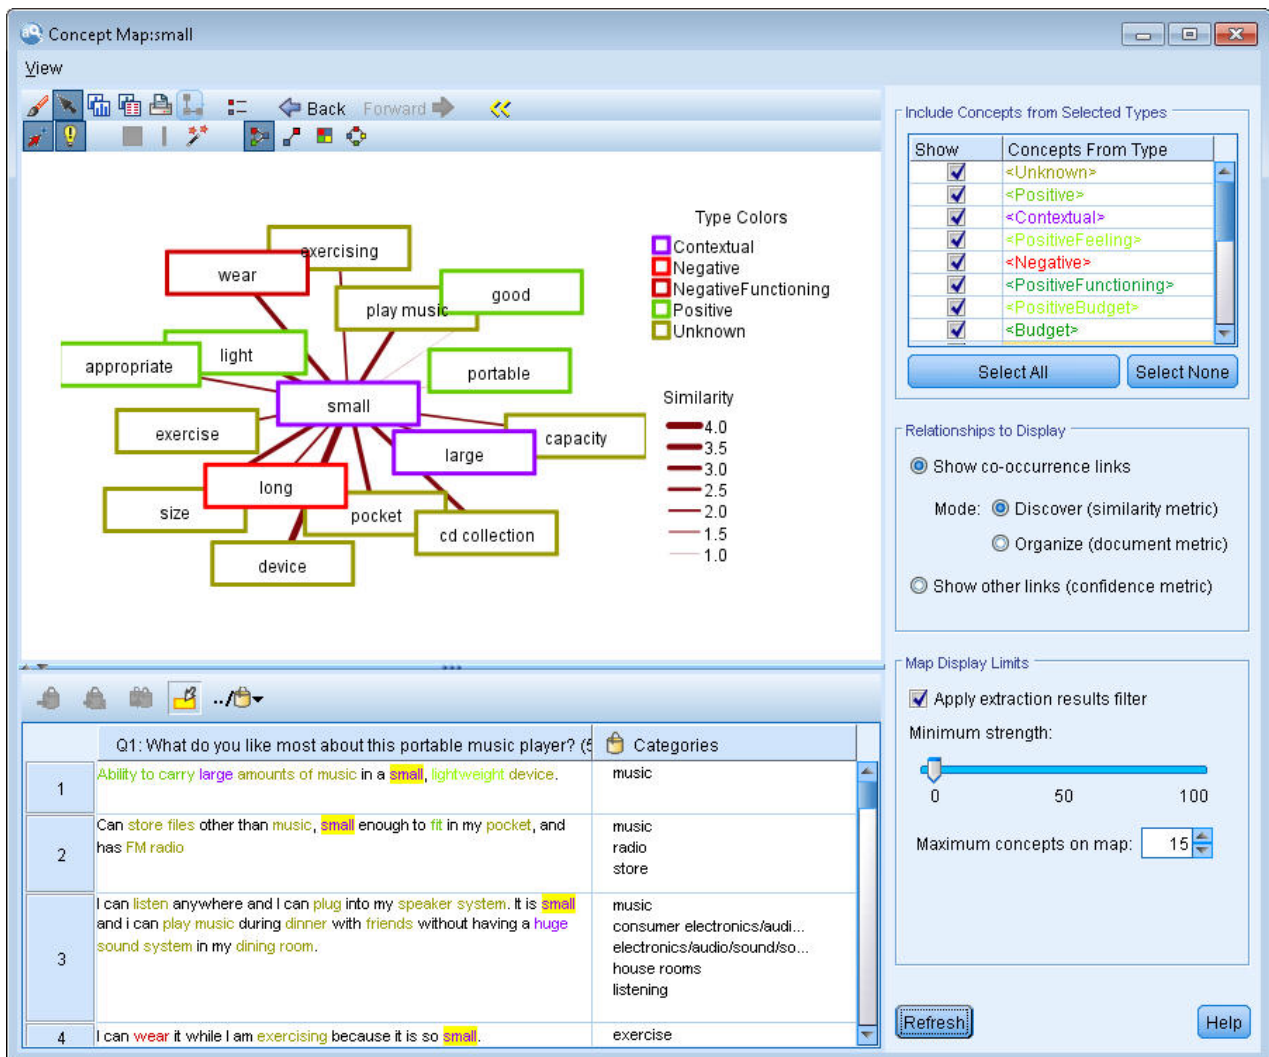 Concept Map:small
View
Back Forward
exercising
wear
good
play music
light
appropriate
portable
small
exercise
capacity
large
long
size
pocket
cd collection
device
Type Colors
Contextual
Negative
NegativeFunctioning
Positive
Unknown
Similarity
4.0
3.5
3.0
2.5
2.0
1.5
1.0
Include Concepts from Selected Types
Show Concepts From Type
<Unknown>
<Positive>
<Contextual>
<PositiveFeeling>
<Negative>
<PositiveFunctioning>
<PositiveBudget>
<Budget>
Select All Select None
Relationships to Display
Show co-occurrence links
Mode: Discover (similarity metric)
Organize (document metric)
Show other links (confidence metric)
Map Display Limits
Apply extraction results filter
Minimum strength:
0 50 100
Maximum concepts on map: 15
Refresh Help
../
Q1: What do you like most about this portable music player? (5 Categories
1 Ability to carry large amounts of music in a small, lightweight device. music
2 Can store files other than music, small enough to fit in my pocket, and music
has FM radio radio
store
3 I can listen anywhere and I can plug into my speaker system. It is small music
and i can play music during dinner with friends without having a huge consumer electronics/audi...
sound system in my dining room. electronics/audio/sound/so...
house rooms
listening
4 I can wear it while I am exercising because it is so small. exercise